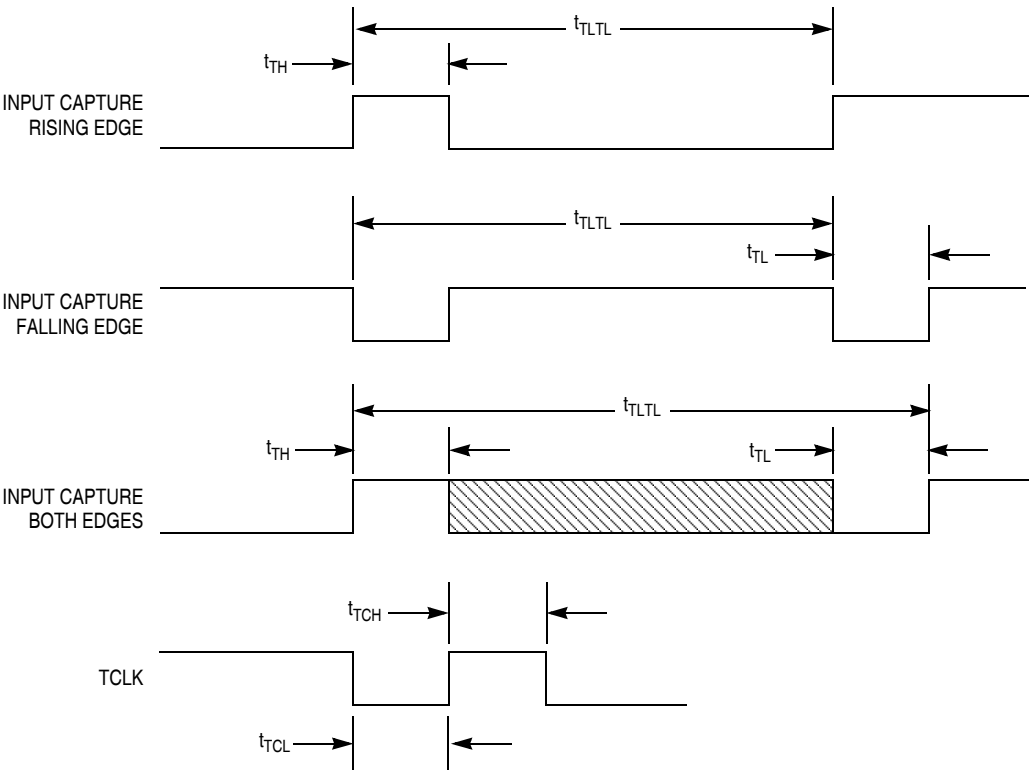 tTLTL
tTH
INPUT CAPTURE
RISING EDGE
tTLTL
tTL
INPUT CAPTURE
FALLING EDGE
tTLTL
tTH
tTL
INPUT CAPTURE
BOTH EDGES
tTCH
TCLK
tTCL